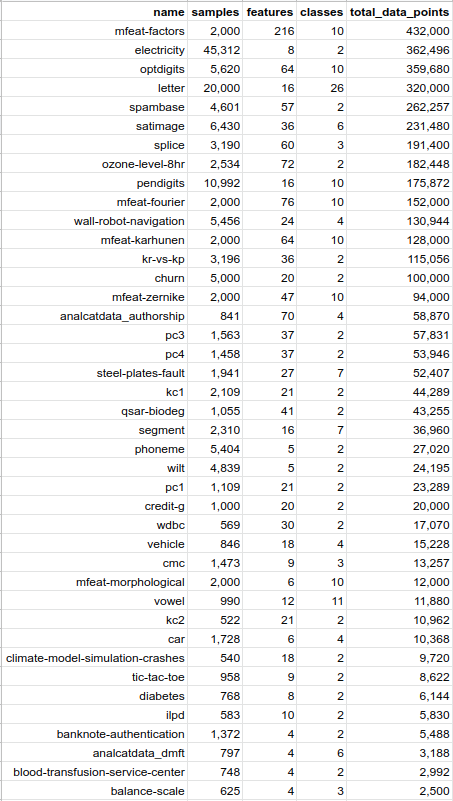 name samples features classes total_data_points
mfeat-factors 2,000 216 10 432,000
electricity 45,312 8 2 362,496
optdigits 5,620 64 10 359,680
letter 20,000 16 26 320,000
spambase 4,601 57 2 262,257
satimage 6,430 36 6 231,480
splice 3,190 60 3 191,400
ozone-level-8hr 2,534 72 2 182,448
pendigits 10,992 16 10 175,872
mfeat-fourier 2,000 76 10 152,000
wall-robot-navigation 5,456 24 4 130,944
mfeat-karhunen 2,000 64 10 128,000
kr-vs-kp 3,196 36 2 115,056
churn 5,000 20 2 100,000
mfeat-zernike 2,000 47 10 94,000
analcatdata_authorship 841 70 4 58,870
pc3 1,563 37 2 57,831
pc4 1,458 37 2 53,946
steel-plates-fault 1,941 27 7 52,407
kc1 2,109 21 2 44,289
qsar-biodeg 1,055 41 2 43,255
segment 2,310 16 7 36,960
phoneme 5,404 5 2 27,020
wilt 4,839 5 2 24,195
pc1 1,109 21 2 23,289
credit-g 1,000 20 2 20,000
wdbc 569 30 2 17,070
vehicle 846 18 4 15,228
cmc 1,473 9 3 13,257
mfeat-morphological 2,000 6 10 12,000
vowel 990 12 11 11,880
kc2 522 21 2 10,962
car 1,728 6 4 10,368
climate-model-simulation-crashes 540 18 2 9,720
tic-tac-toe 958 9 2 8,622
diabetes 768 8 2 6,144
ilpd 583 10 2 5,830
banknote-authentication 1,372 4 2 5,488
analcatdata_dmft 797 4 6 3,188
blood-transfusion-service-center 748 4 2 2,992
balance-scale 625 4 3 2,500